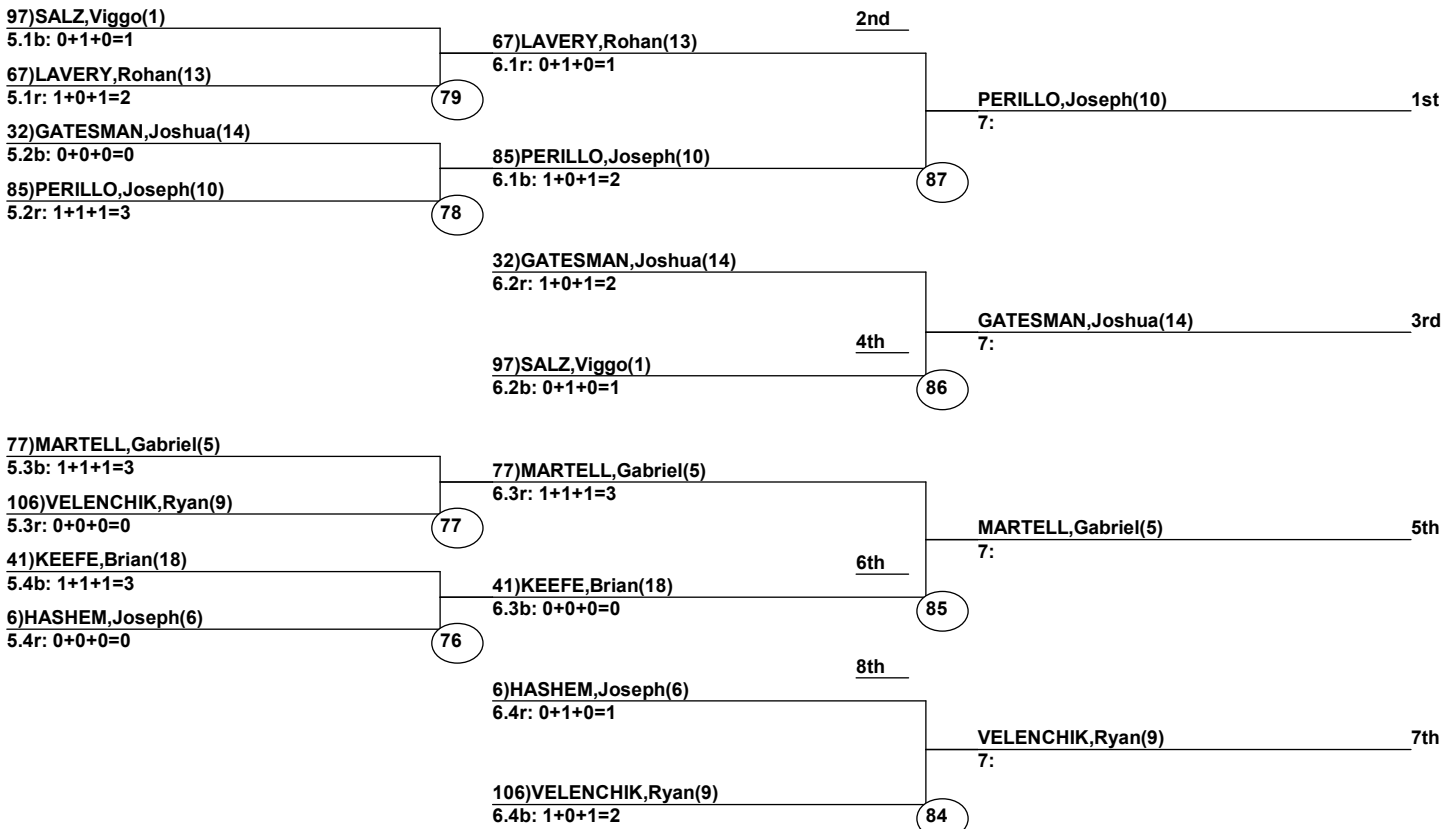 97)SALZ,Viggo(1)
5.1b: 0+1+0=1
67)LAVERY,Rohan(13)
5.1r: 1+0+1=2
79
32)GATESMAN,Joshua(14)
5.2b: 0+0+0=0
85)PERILLO,Joseph(10)
5.2r: 1+1+1=3
78
67)LAVERY,Rohan(13)
6.1r: 0+1+0=1
85)PERILLO,Joseph(10)
6.1b: 1+0+1=2
2nd
87
PERILLO,Joseph(10)
7:
1st
32)GATESMAN,Joshua(14)
6.2r: 1+0+1=2
97)SALZ,Viggo(1)
6.2b: 0+1+0=1
4th
86
GATESMAN,Joshua(14)
7:
3rd
77)MARTELL,Gabriel(5)
5.3b: 1+1+1=3
106)VELENCHIK,Ryan(9)
5.3r: 0+0+0=0
77
41)KEEFE,Brian(18)
5.4b: 1+1+1=3
6)HASHEM,Joseph(6)
5.4r: 0+0+0=0
76
77)MARTELL,Gabriel(5)
6.3r: 1+1+1=3
41)KEEFE,Brian(18)
6.3b: 0+0+0=0
6th
85
MARTELL,Gabriel(5)
7:
5th
6)HASHEM,Joseph(6)
6.4r: 0+1+0=1
106)VELENCHIK,Ryan(9)
6.4b: 1+0+1=2
8th
84
VELENCHIK,Ryan(9)
7:
7th